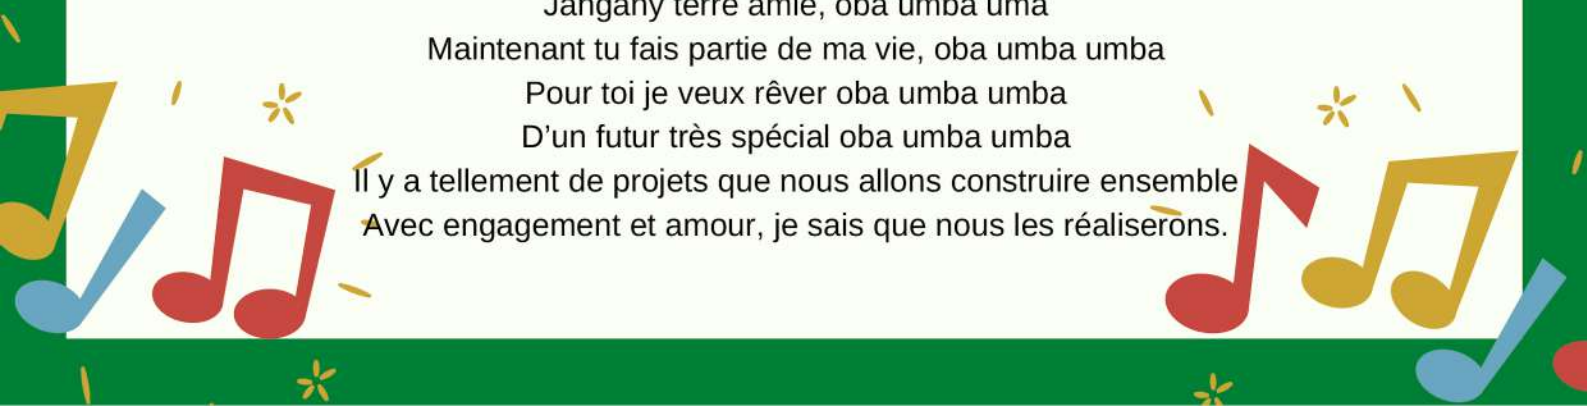 Jangany terre amie, oba umba uma
Maintenant tu fais partie de ma vie, oba umba umba
Pour toi je veux rêver oba umba umba
D’un futur très spécial oba umba umba
Il y a tellement de projets que nous allons construire ensemble
Avec engagement et amour, je sais que nous les réaliserons.